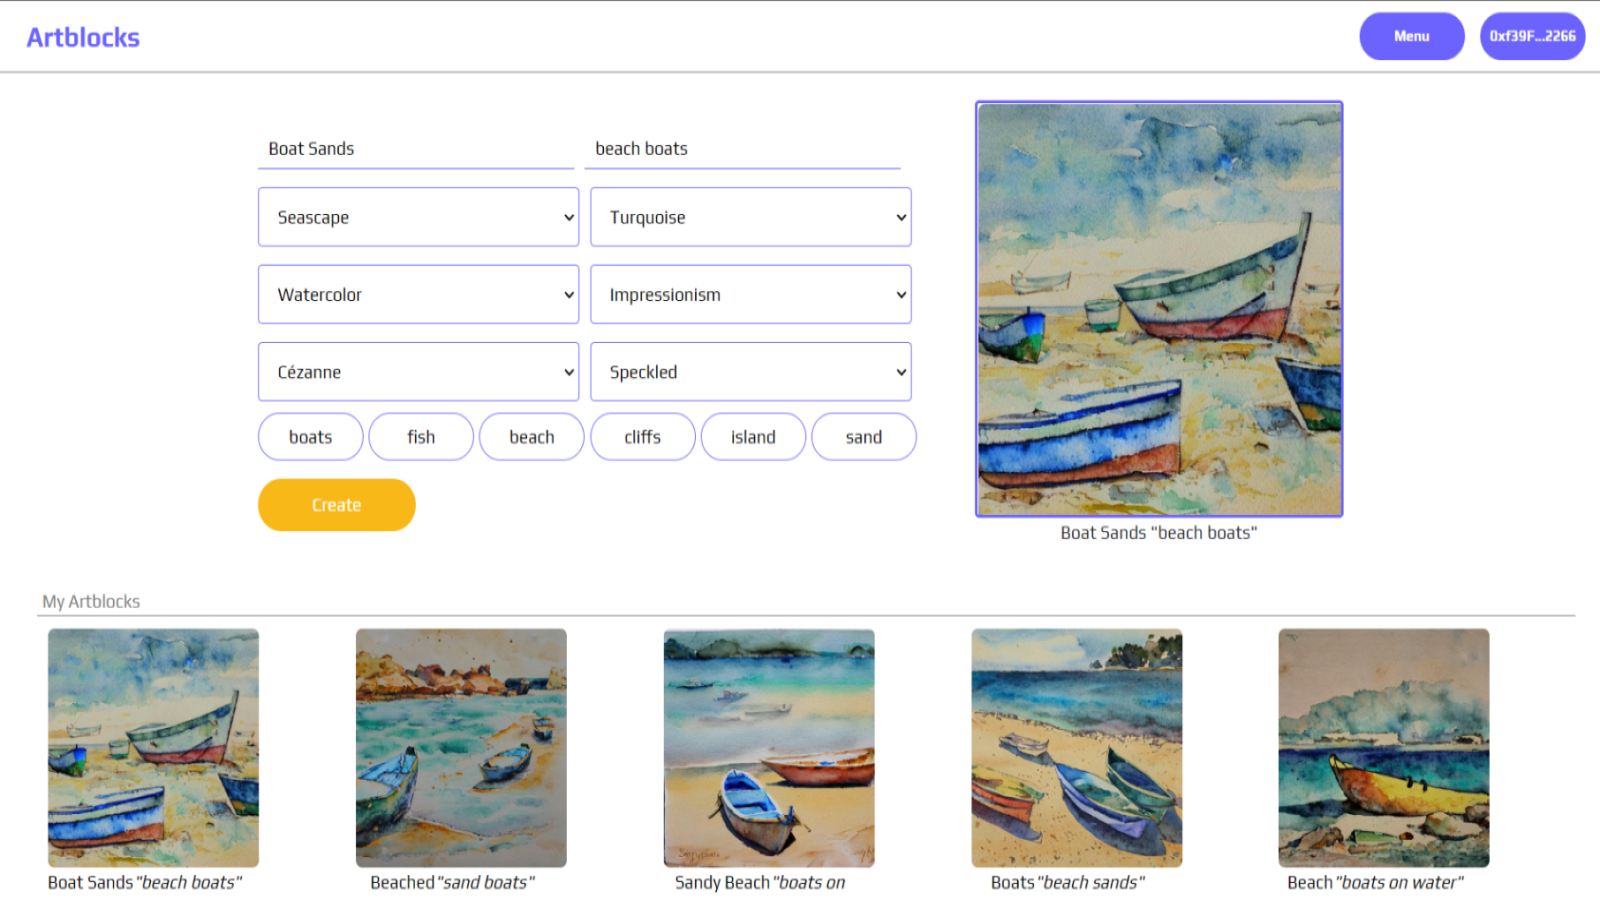 Artblocks
Menu
0xf39F...2266
Boat Sands
beach boats
Seascape
Turquoise
Watercolor
Impressionism
Cézanne
Speckled
boats
fish
beach
cliffs
island
sand
Create
Boat Sands "beach boats"
My Artblocks
Boat Sands "beach boats"
Beached "sand boats"
Sandy Beach "boats on
Boats "beach sands"
Beach "boats on water"